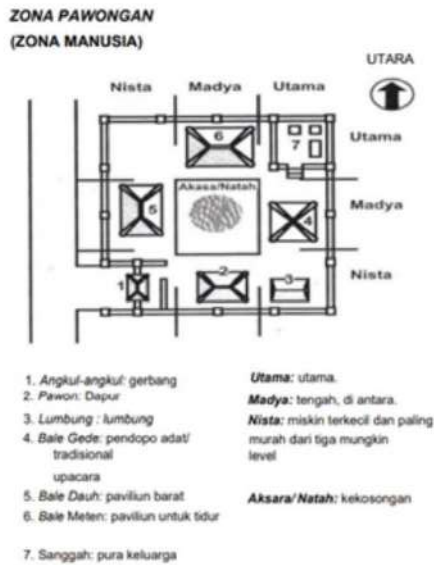 ZONA PAWONGAN
(ZONA MANUSIA)
UTARA
Nista Madya Utama
Utama
Madya
Nista
6
7
Akasa/Natah
5
4
1
2
3
1. Angkul-angkul: gerbang
2. Pawon: Dapur
3. Lumbung : lumbung
4. Bale Gede: pendopo adat/
tradisional
upacara
5. Bale Dauh: paviliun barat
6. Bale Meten: paviliun untuk tidur
7. Sanggah: pura keluarga
Utama: utama.
Madya: tengah, di antara.
Nista: miskin terkecil dan paling
murah dari tiga mungkin
level
Aksara/Natah: kekosongan